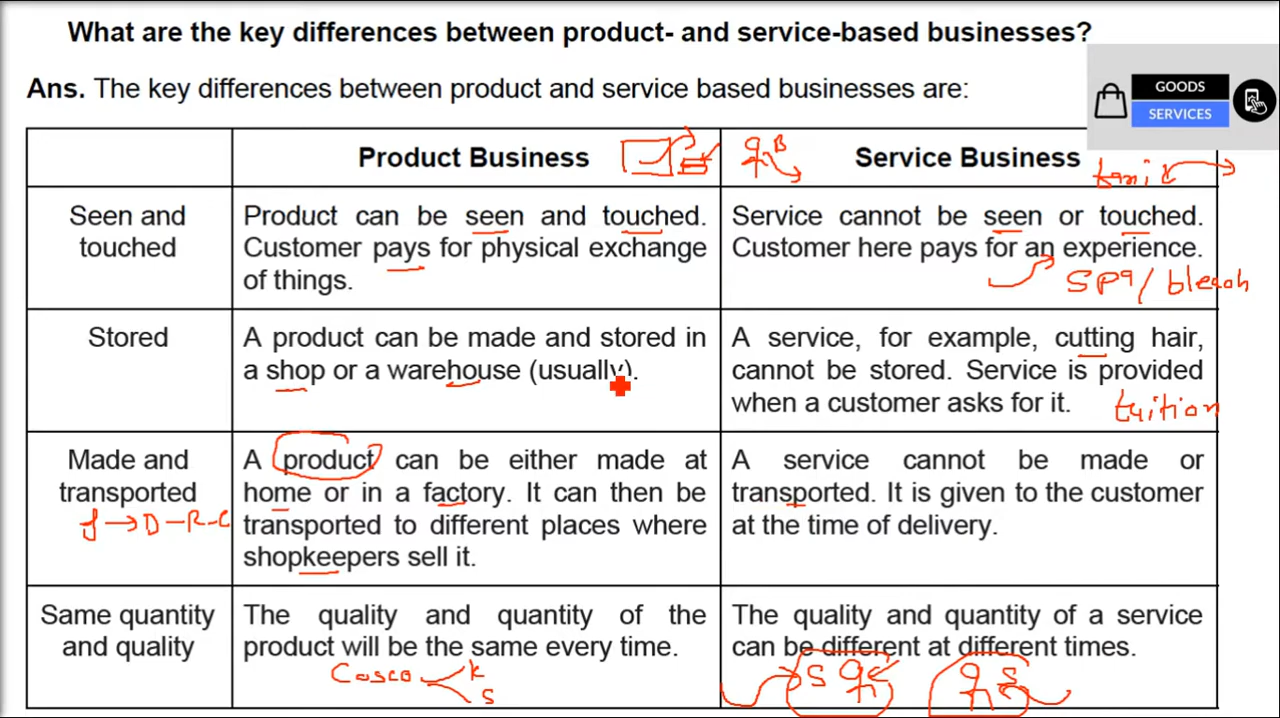 What are the key differences between product- and service-based businesses?
GOODS
SERVICES
Ans. The key differences between product and service based businesses are:
Product Business
Service Business
taxi
Seen and
touched
Product can be seen and touched.
Customer pays for physical exchange
of things.
Service cannot be seen or touched.
Customer here pays for an experience.
SPa / bleach
Stored
A product can be made and stored in
a shop or a warehouse (usually).
A service, for example, cutting hair,
cannot be stored. Service is provided
when a customer asks for it.
tuition
Made and
transported
f → D - R - C
A product can be either made at
home or in a factory. It can then be
transported to different places where
shopkeepers sell it.
A service cannot be made or
transported. It is given to the customer
at the time of delivery.
Same quantity
and quality
The quality and quantity of the
product will be the same every time.
Cosco
K
S
The quality and quantity of a service
can be different at different times.